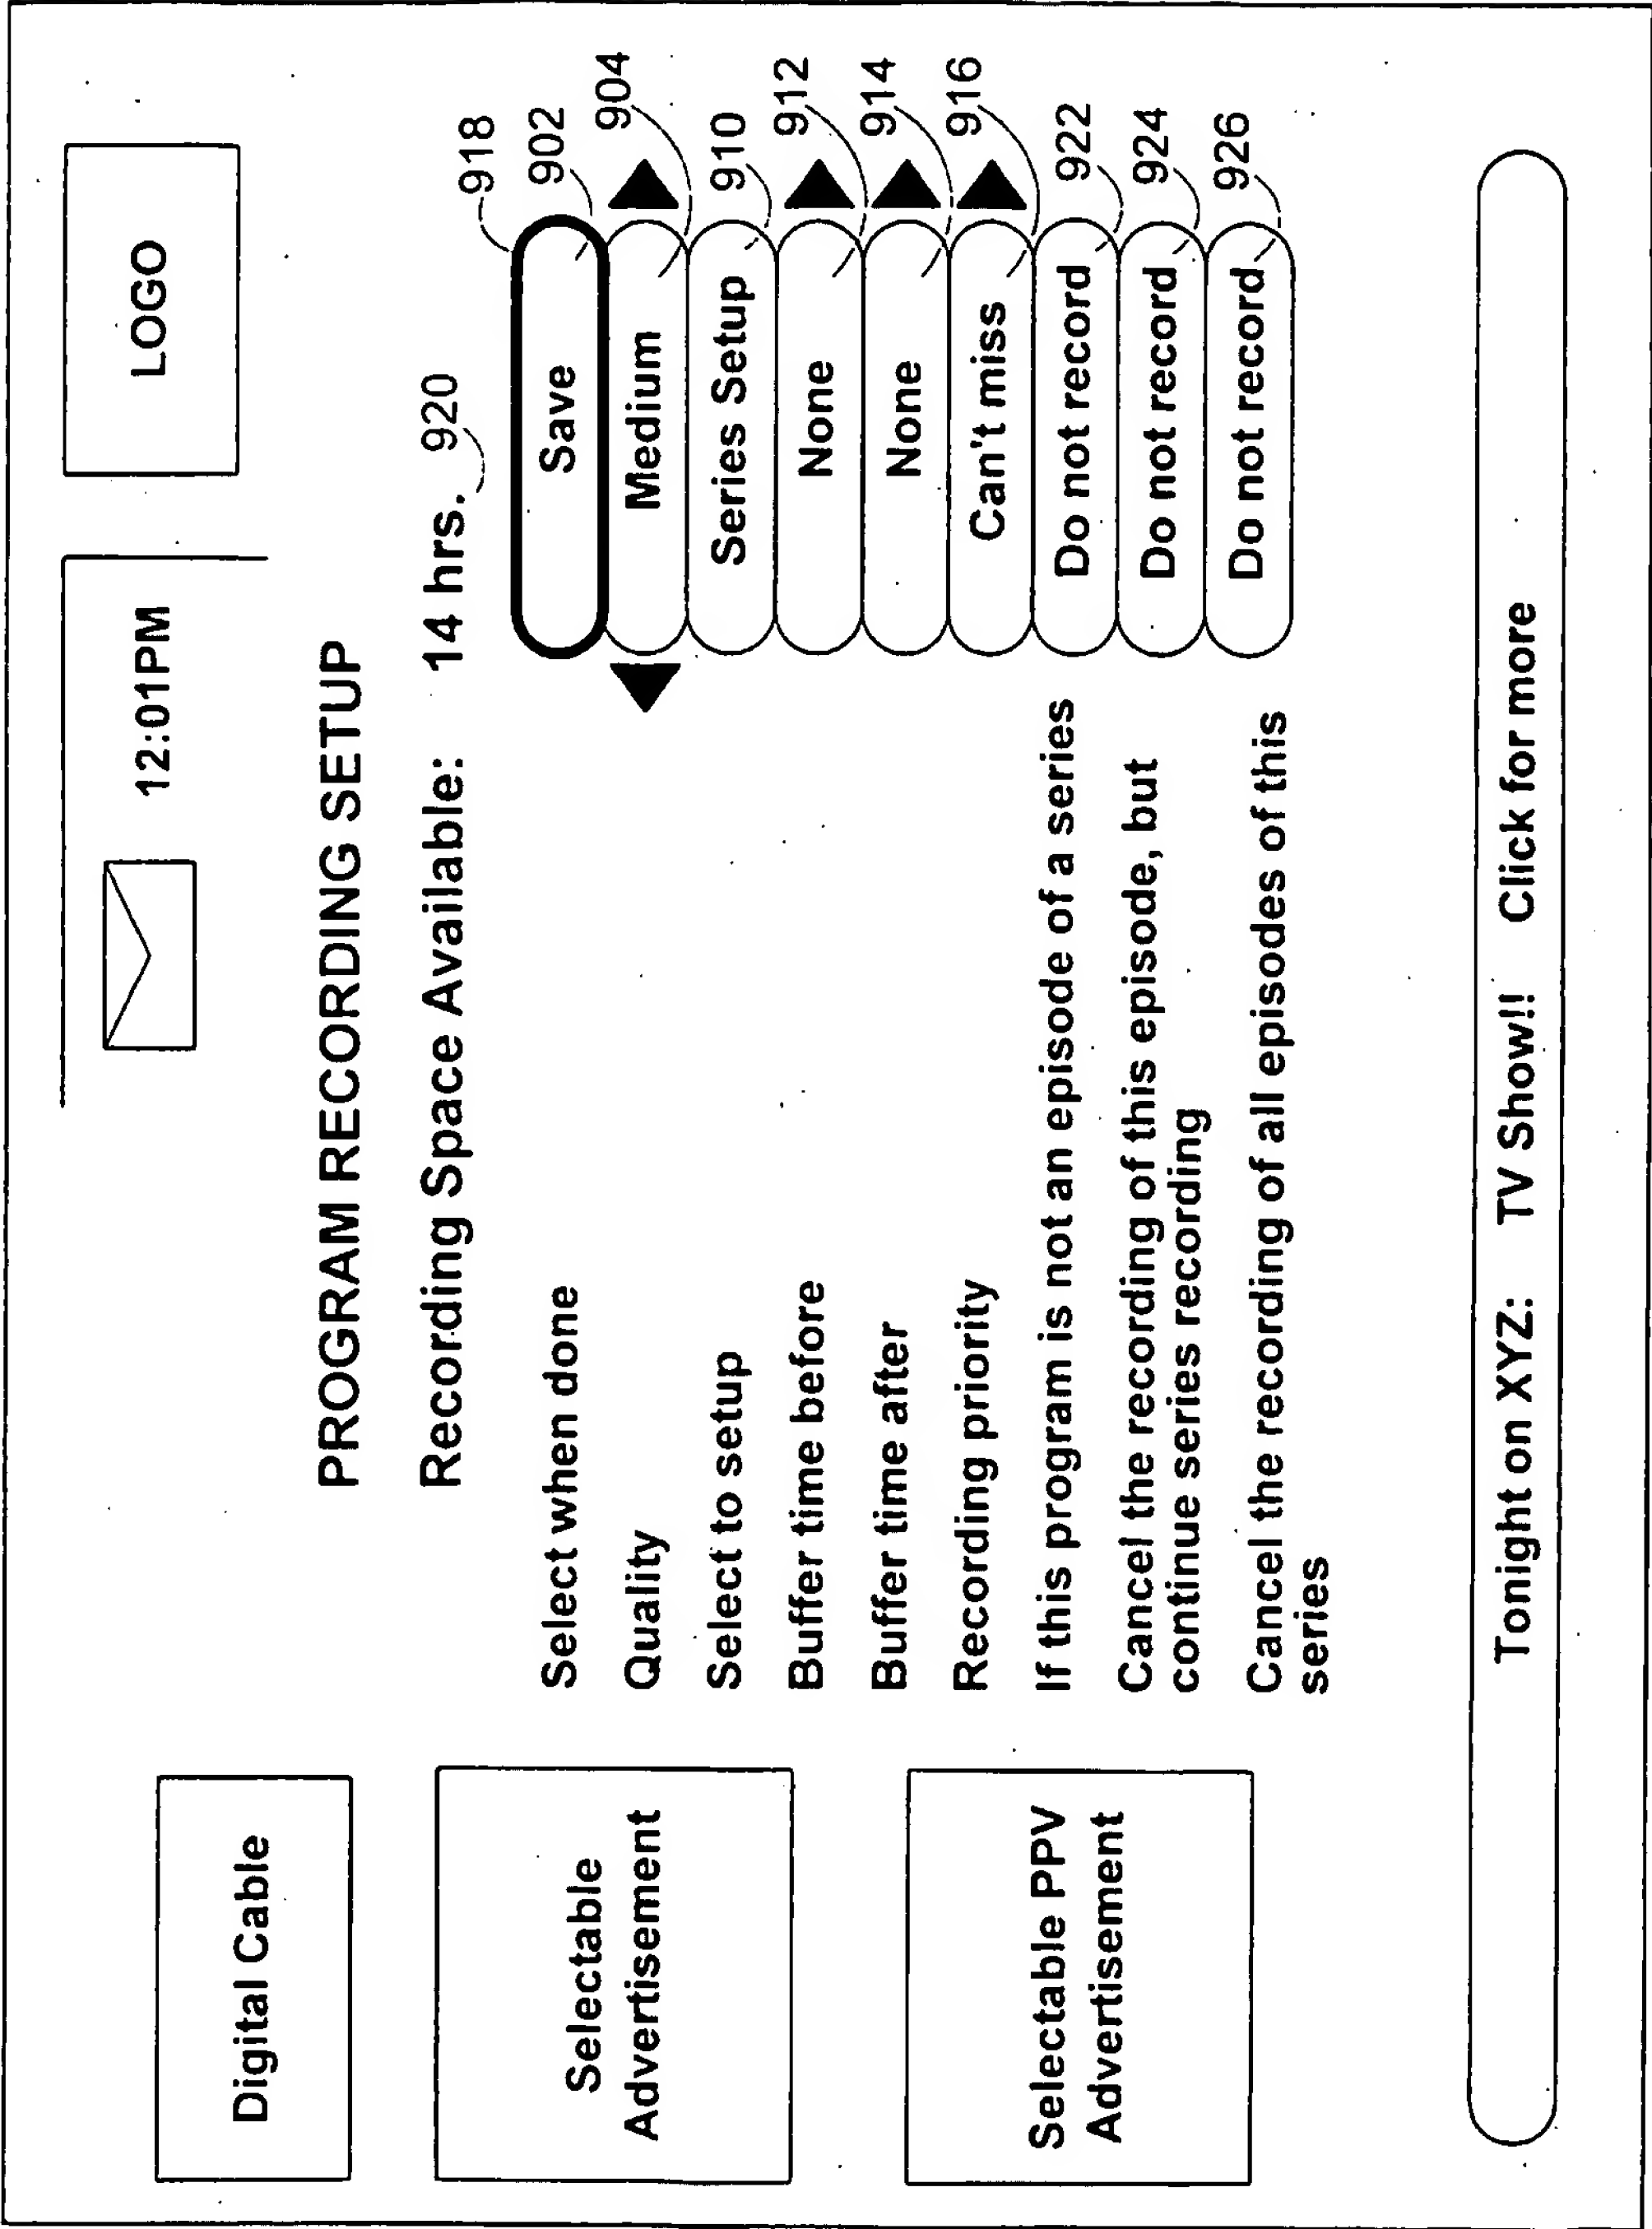 Digital Cable
12:01PM
LOGO
PROGRAM RECORDING SETUP
Recording Space Available: 14 hrs. 920
918
Selectable
Advertisement
Select when done Save 902
Quality Medium 904
Select to setup Series Setup 910
Buffer time before None 912
Buffer time after None 914
Recording priority Can't miss 916
Selectable PPV
Advertisement
If this program is not an episode of a series Do not record 922
Cancel the recording of this episode, but Do not record 924
continue series recording
Cancel the recording of all episodes of this Do not record 926
series
Tonight on XYZ: TV Show!! Click for more